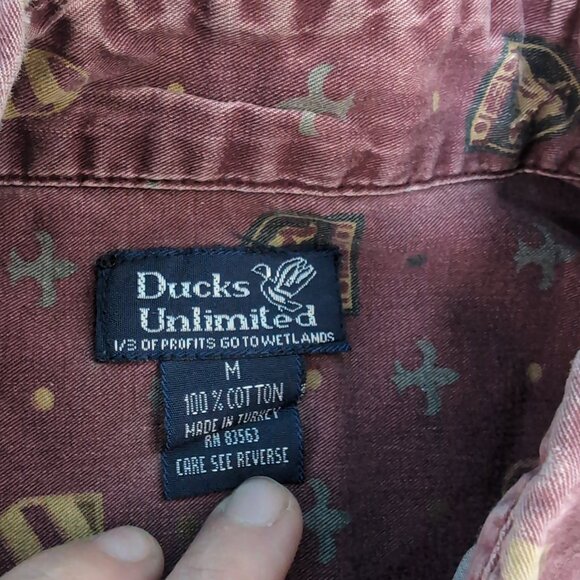 Ducks
Unlimited
1/3 OF PROFITS GO TO WETLANDS
M
100% COTTON
MADE IN TURKEY
RN 83563
CARE SEE REVERSE